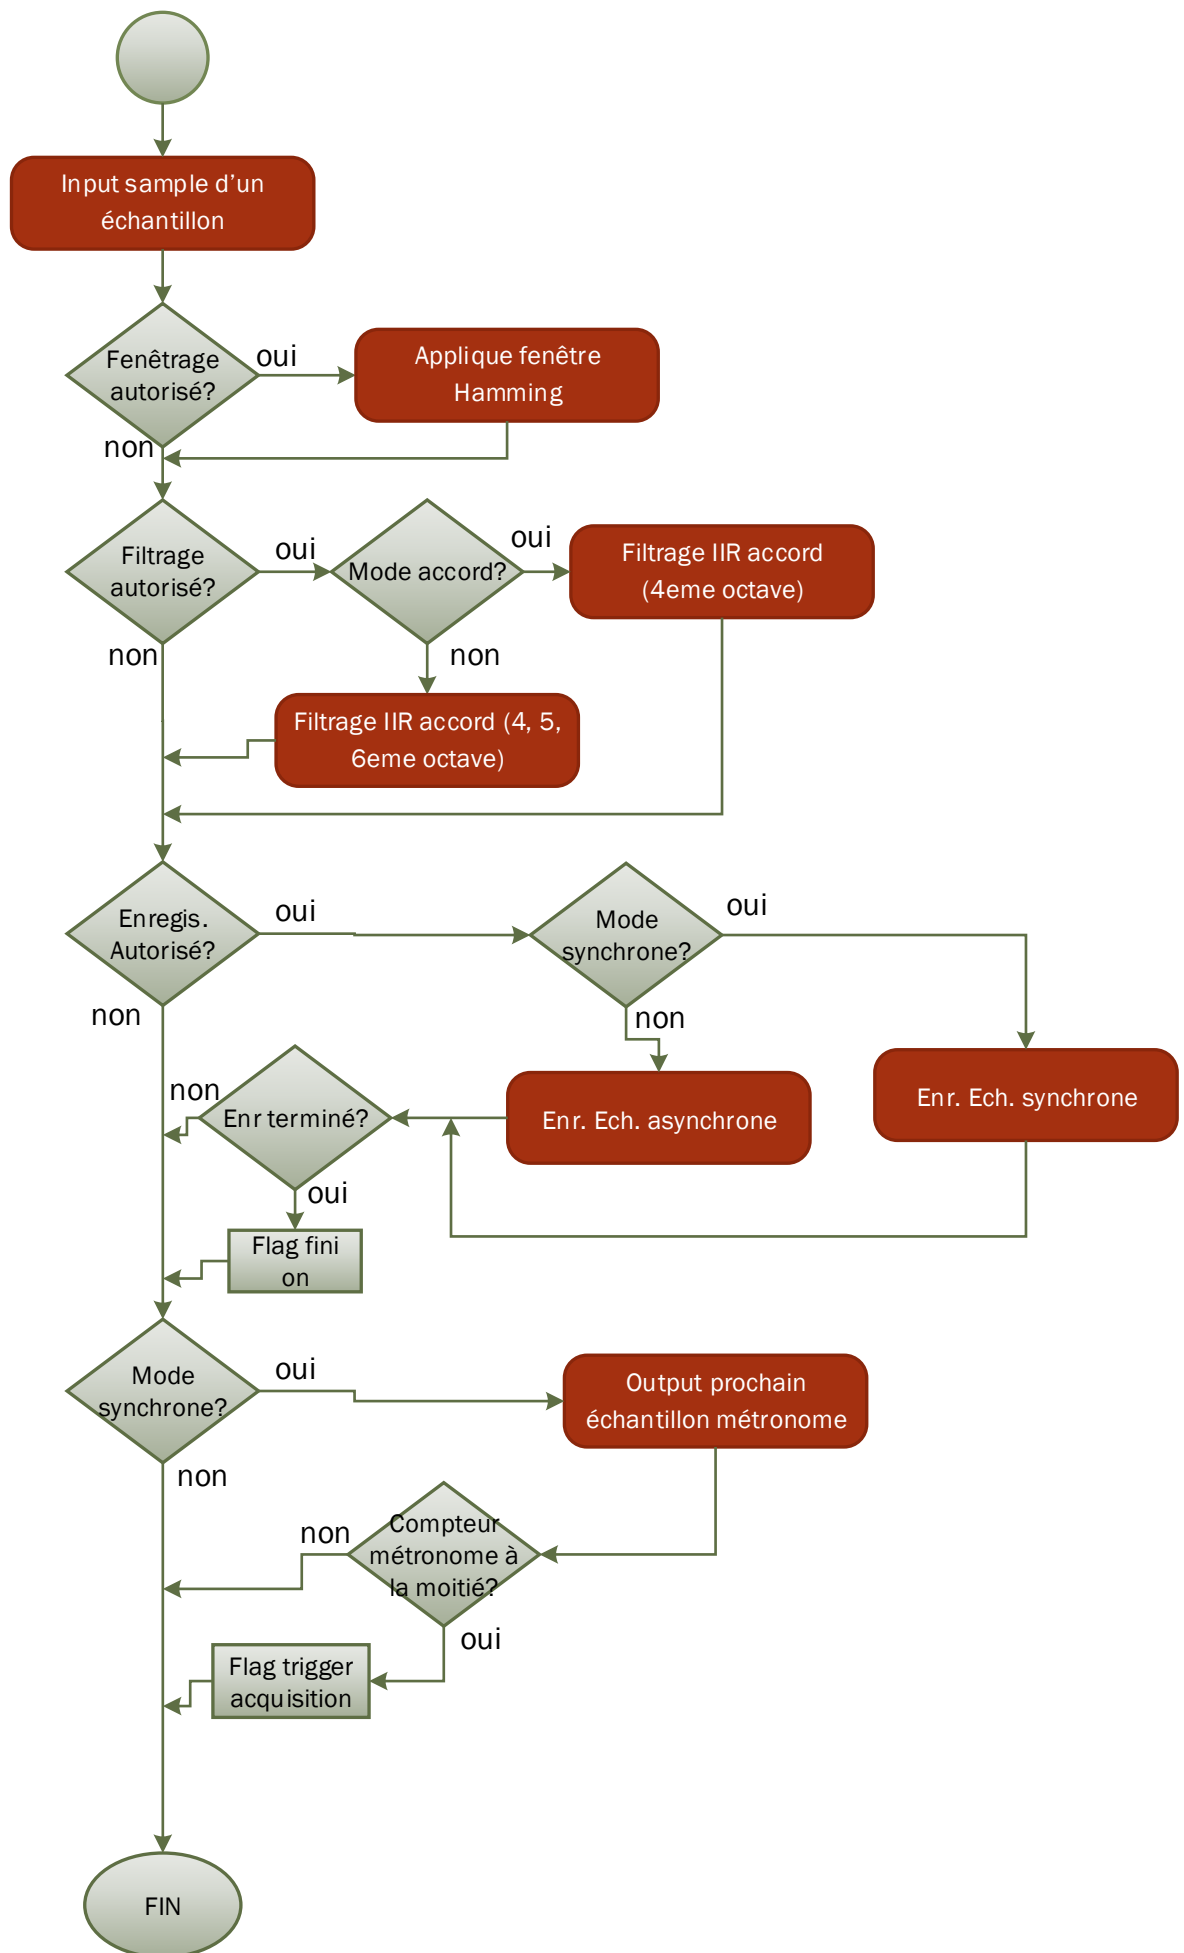 Input sample d’un
échantillon
Fenêtrage
autorisé?
oui
Applique fenêtre
Hamming
non
Filtrage
autorisé?
oui
Mode accord?
oui
Filtrage IIR accord
(4eme octave)
non
non
Filtrage IIR accord (4, 5,
6eme octave)
Enregis.
Autorisé?
oui
Mode
synchrone?
oui
non
non
Enr. Ech. synchrone
Enr. Ech. asynchrone
Enr terminé?
non
oui
Flag fini
on
Mode
synchrone?
oui
Output prochain
échantillon métronome
non
Compteur
métronome à
la moitié?
non
oui
Flag trigger
acquisition
FIN